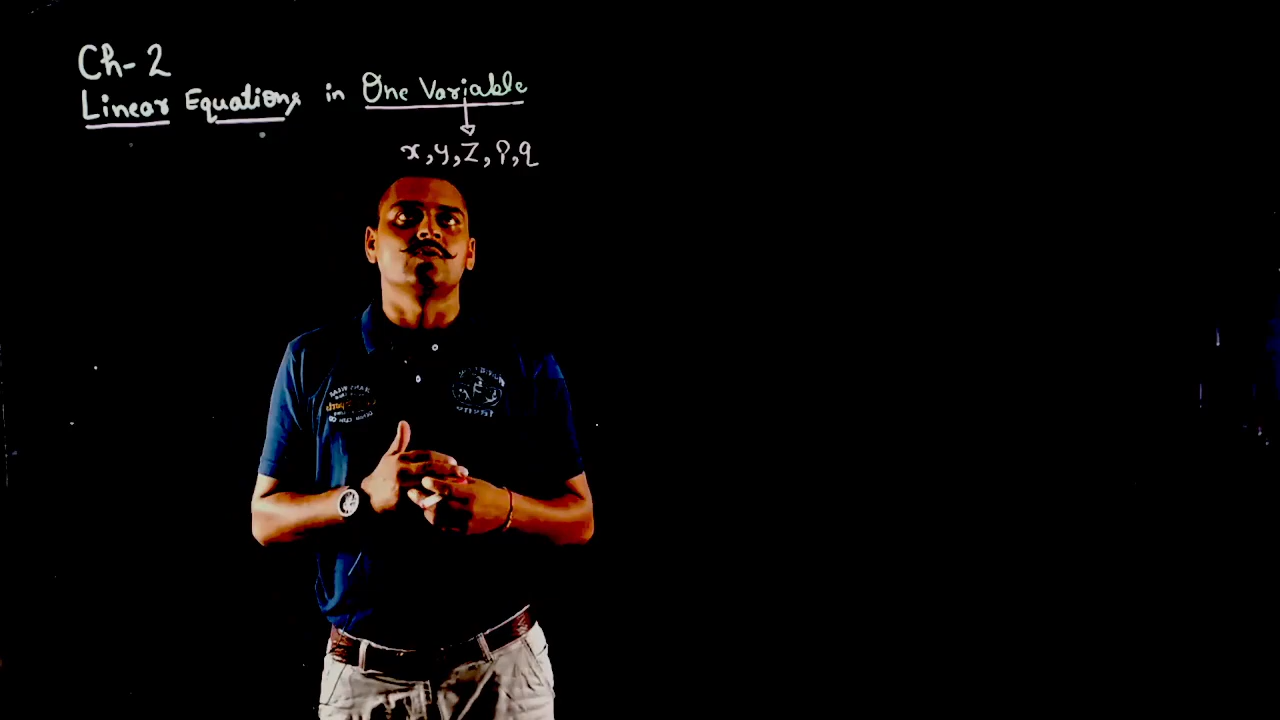 Ch-2
Linear Equations in One Variable
x, y, z, p, q